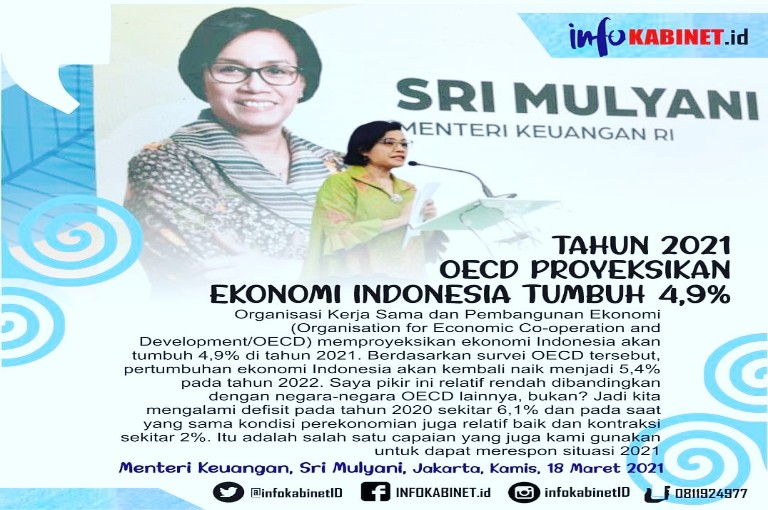 infoKABINET.id
SRI MULYANI
MENTERI KEUANGAN RI
TAHUN 2021
OECD PROYEKSIKAN
EKONOMI INDONESIA TUMBUH 4,9%
Organisasi Kerja Sama dan Pembangunan Ekonomi
(Organisation for Economic Co-operation and
Development/OECD) memproyeksikan ekonomi Indonesia akan
tumbuh 4,9% di tahun 2021. Berdasarkan survei OECD tersebut,
pertumbuhan ekonomi Indonesia akan kembali naik menjadi 5,4%
pada tahun 2022. Saya pikir ini relatif rendah dibandingkan
dengan negara-negara OECD lainnya, bukan? Jadi kita
mengalami defisit pada tahun 2020 sekitar 6,1% dan pada saat
yang sama kondisi perekonomian juga relatif baik dan kontraksi
sekitar 2%. Itu adalah salah satu capaian yang juga kami gunakan
untuk dapat merespon situasi 2021
Menteri Keuangan, Sri Mulyani, Jakarta, Kamis, 18 Maret 2021
@infokabinetID INFOKABINET.id infokabinetID 0811924977